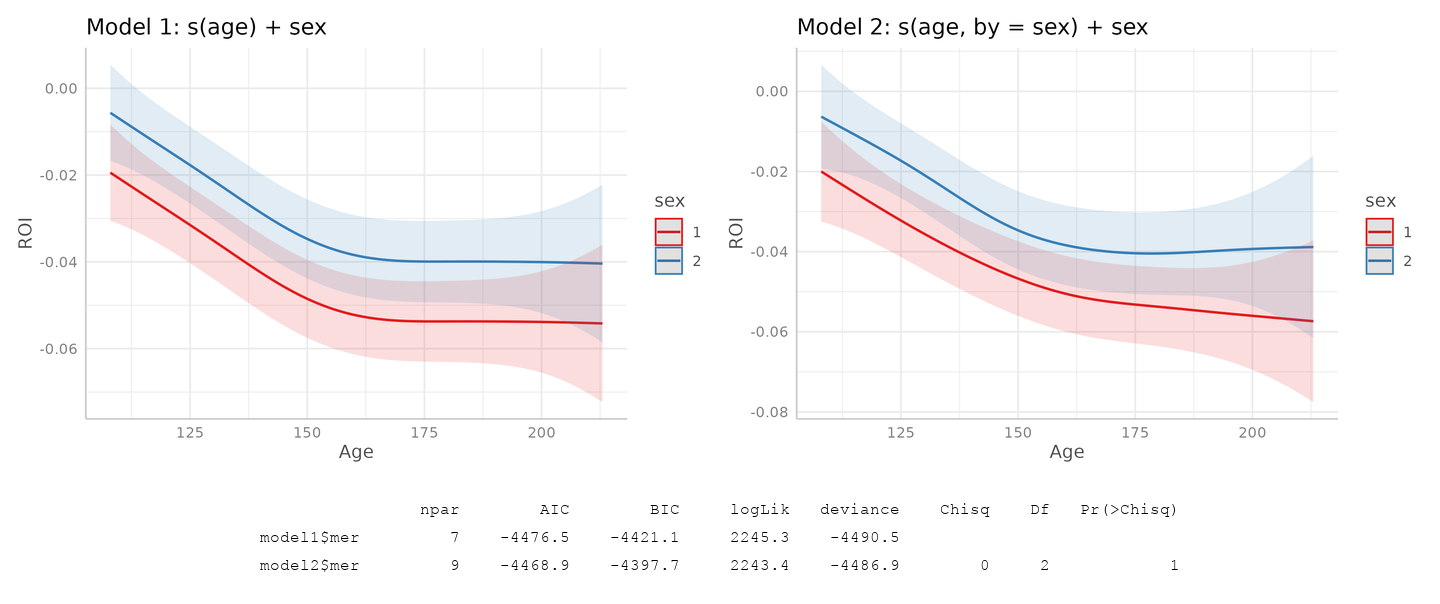 Model 1: s(age) + sex
0.00
-0.02
-0.04
-0.06
ROI
125 150 175 200
Age
sex
1
2
Model 2: s(age, by = sex) + sex
0.00
-0.02
-0.04
-0.06
-0.08
ROI
125 150 175 200
Age
sex
1
2
npar AIC BIC logLik deviance Chisq Df Pr(>Chisq)
model1$mer 7 -4476.5 -4421.1 2245.3 -4490.5
model2$mer 9 -4468.9 -4397.7 2243.4 -4486.9 0 2 1